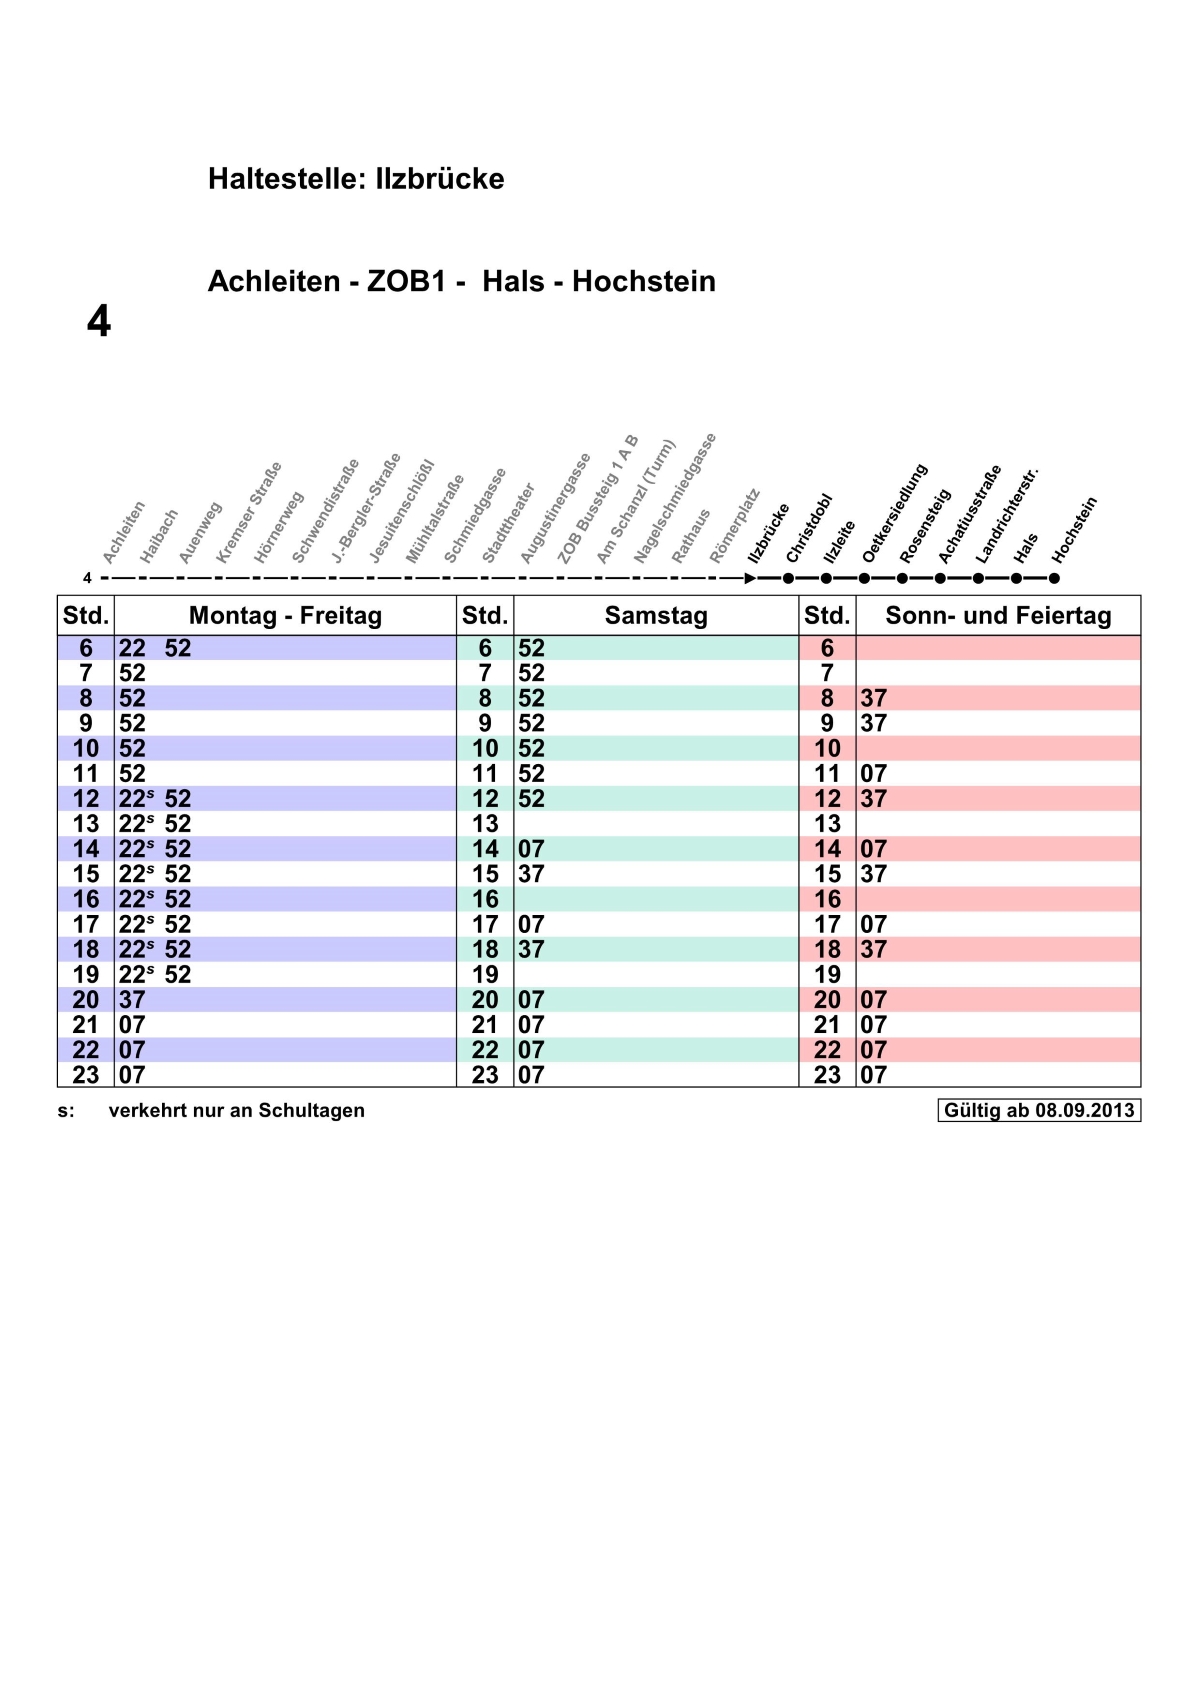 Haltestelle: Ilzbrücke
Achleiten - ZOB1 - Hals - Hochstein
4
Achleiten
Haibach
Auenweg
Kremser Straße
Hörnerweg
Schwendistraße
J.-Bergler-Straße
Jesuitenschlößl
Mühltalstraße
Schmiedgasse
Stadttheater
Augustinergasse
ZOB Bussteig 1 A B
Am Schanzl (Turm)
Nagelschmiedgasse
Rathaus
Römerplatz
Ilzbrücke
Christdobl
Ilzleite
Oetkersiedlung
Rosensteig
Achatiusstraße
Landrichterstr.
Hals
Hochstein
4
Std. Montag - Freitag Std. Samstag Std. Sonn- und Feiertag
6 22 52 6 52 6
7 52 7 52 7
8 52 8 52 8 37
9 52 9 52 9 37
10 52 10 52 10
11 52 11 52 11 07
12 22s 52 12 52 12 37
13 22s 52 13 13
14 22s 52 14 07 14 07
15 22s 52 15 37 15 37
16 22s 52 16 16
17 22s 52 17 07 17 07
18 22s 52 18 37 18 37
19 22s 52 19 19
20 37 20 07 20 07
21 07 21 07 21 07
22 07 22 07 22 07
23 07 23 07 23 07
s: verkehrt nur an Schultagen Gültig ab 08.09.2013